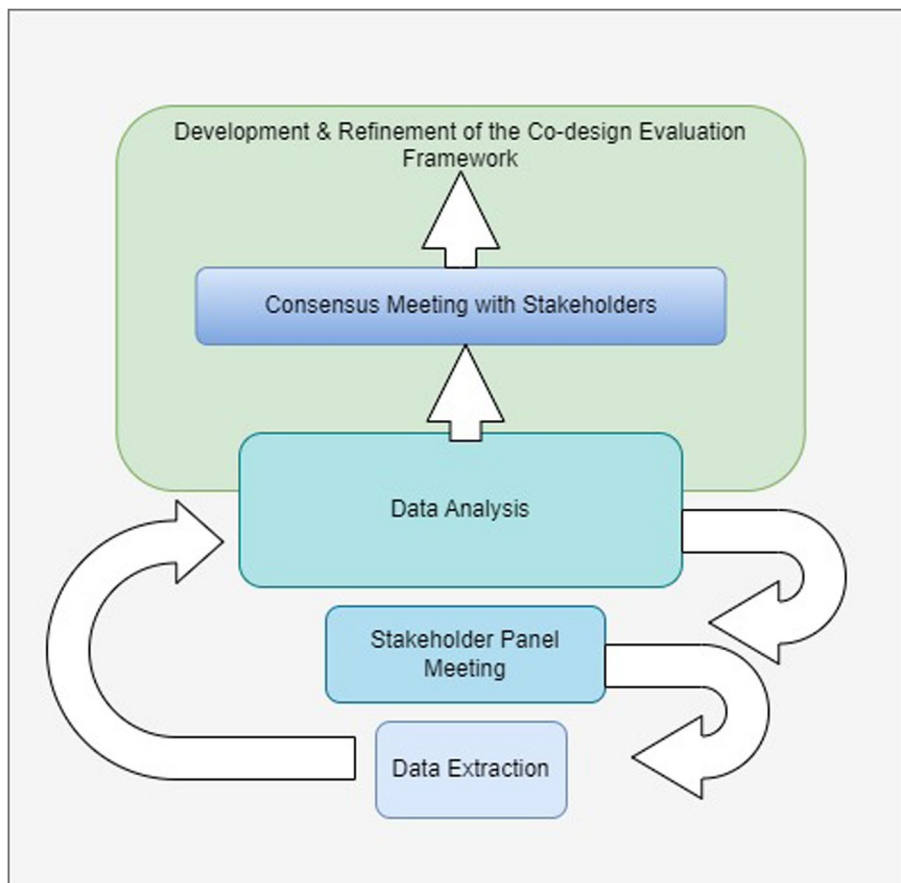 Development & Refinement of the Co-design Evaluation
Framework
Consensus Meeting with Stakeholders
Data Analysis
Stakeholder Panel
Meeting
Data Extraction